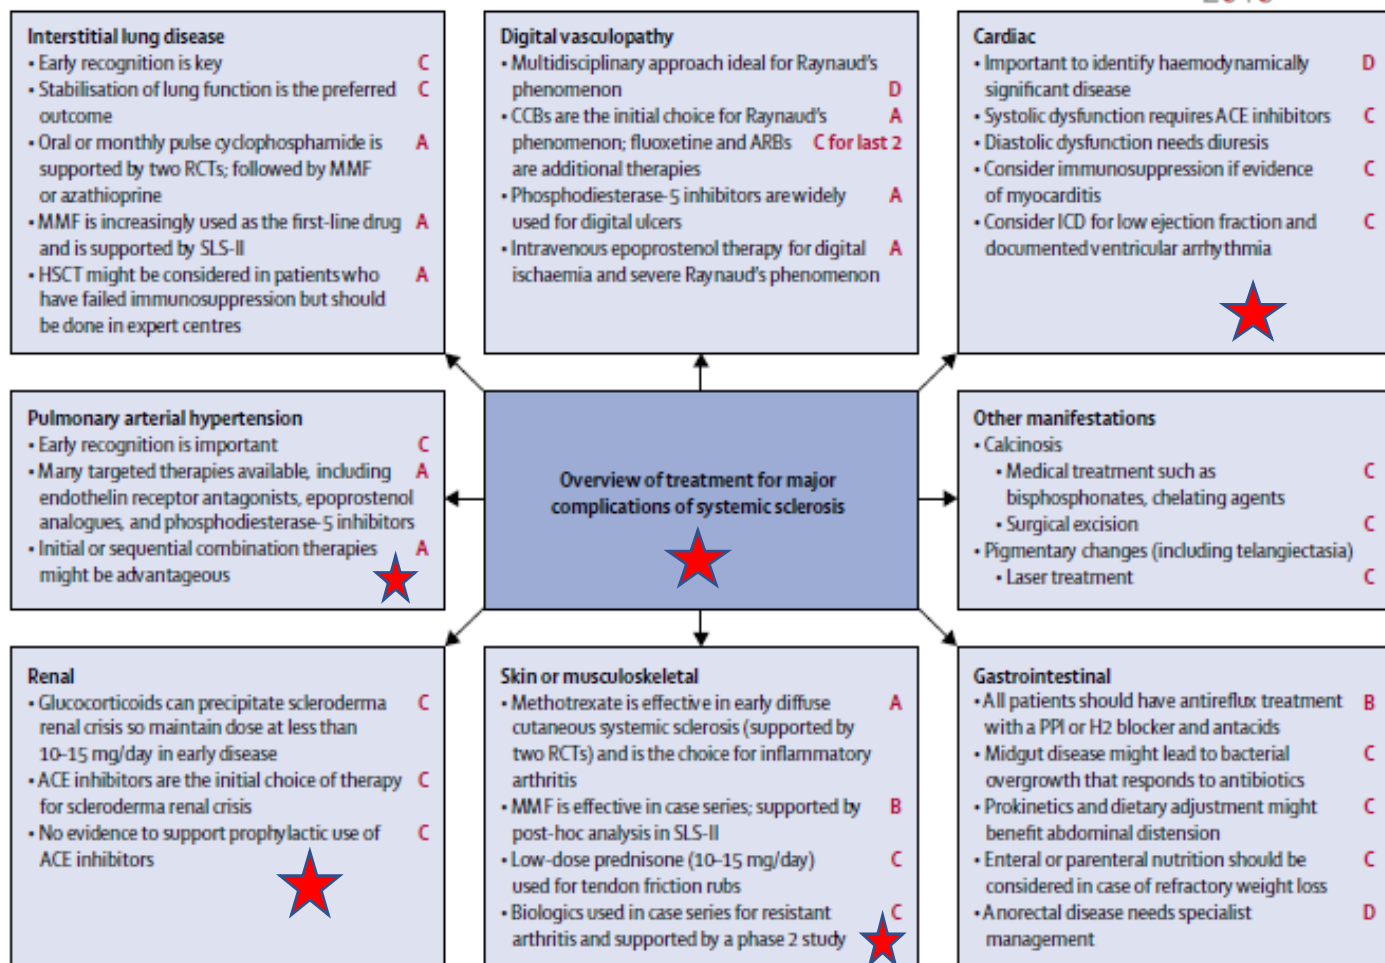 Interstitial lung disease
• Early recognition is key C
• Stabilisation of lung function is the preferred C
outcome
• Oral or monthly pulse cyclophosphamide is A
supported by two RCTs; followed by MMF
or azathioprine
• MMF is increasingly used as the first-line drug A
and is supported by SLS-II
• HSCT might be considered in patients who A
have failed immunosuppression but should
be done in expert centres
Digital vasculopathy
• Multidisciplinary approach ideal for Raynaud's
phenomenon D
• CCBs are the initial choice for Raynaud's A
phenomenon; fluoxetine and ARBs C for last 2
are additional therapies
• Phosphodiesterase-5 inhibitors are widely A
used for digital ulcers
• Intravenous epoprostenol therapy for digital A
ischaemia and severe Raynaud's phenomenon
Cardiac
• Important to identify haemodynamically D
significant disease
• Systolic dysfunction requires ACE inhibitors C
• Diastolic dysfunction needs diuresis
• Consider immunosuppression if evidence C
of myocarditis
• Consider ICD for low ejection fraction and C
documented ventricular arrhythmia
Pulmonary arterial hypertension
• Early recognition is important C
• Many targeted therapies available, including A
endothelin receptor antagonists, epoprostenol
analogues, and phosphodiesterase-5 inhibitors
• Initial or sequential combination therapies A
might be advantageous
Overview of treatment for major
complications of systemic sclerosis
Other manifestations
• Calcinosis
• Medical treatment such as C
bisphosphonates, chelating agents
• Surgical excision C
• Pigmentary changes (including telangiectasia)
• Laser treatment C
Renal
• Glucocorticoids can precipitate scleroderma C
renal crisis so maintain dose at less than
10–15 mg/day in early disease
• ACE inhibitors are the initial choice of therapy C
for scleroderma renal crisis
• No evidence to support prophylactic use of C
ACE inhibitors
Skin or musculoskeletal
• Methotrexate is effective in early diffuse A
cutaneous systemic sclerosis (supported by
two RCTs) and is the choice for inflammatory
arthritis
• MMF is effective in case series; supported by B
post-hoc analysis in SLS-II
• Low-dose prednisone (10–15 mg/day) C
used for tendon friction rubs
• Biologics used in case series for resistant C
arthritis and supported by a phase 2 study
Gastrointestinal
• All patients should have antireflux treatment B
with a PPI or H2 blocker and antacids
• Midgut disease might lead to bacterial C
overgrowth that responds to antibiotics
• Prokinetics and dietary adjustment might C
benefit abdominal distension
• Enteral or parenteral nutrition should be C
considered in case of refractory weight loss
• Anorectal disease needs specialist D
management